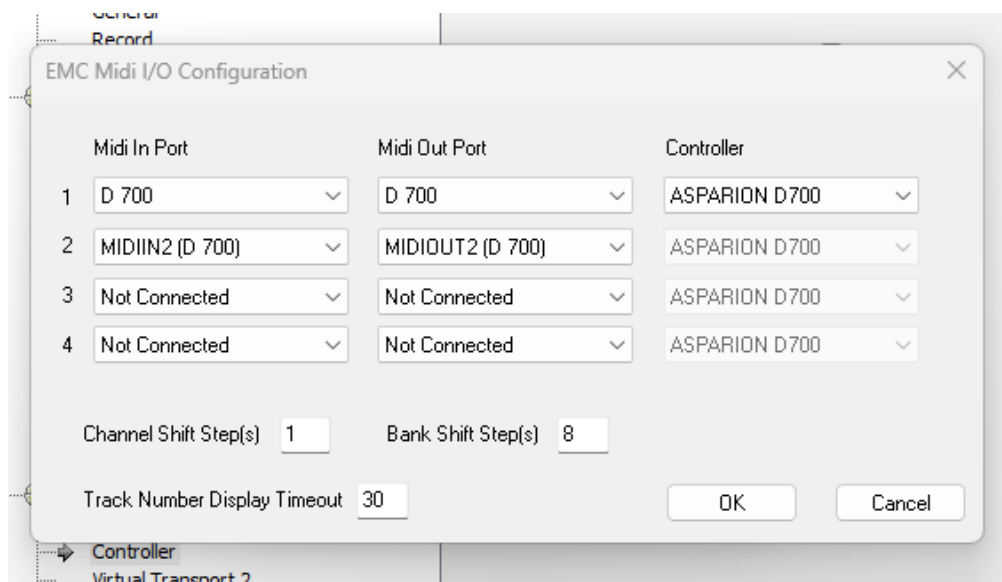 General
Record
EMC Midi I/O Configuration
Midi In Port Midi Out Port Controller
1 D 700 D 700 ASPARION D700
2 MIDIIN2 (D 700) MIDIOUT2 (D 700) ASPARION D700
3 Not Connected Not Connected ASPARION D700
4 Not Connected Not Connected ASPARION D700
Channel Shift Step(s) 1 Bank Shift Step(s) 8
Track Number Display Timeout 30 OK Cancel
Controller
Virtual Transport 2